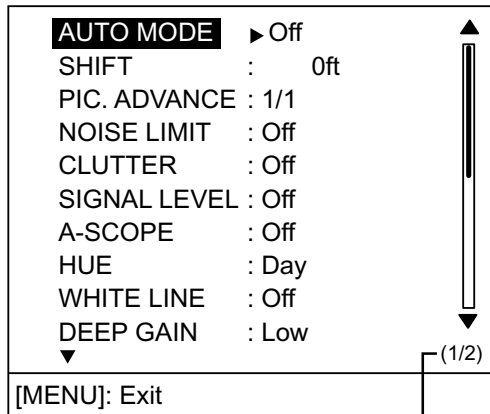 AUTO MODE ▶ Off
SHIFT : 0ft
PIC. ADVANCE : 1/1
NOISE LIMIT : Off
CLUTTER : Off
SIGNAL LEVEL : Off
A-SCOPE : Off
HUE : Day
WHITE LINE : Off
DEEP GAIN : Low
(1/2)
[MENU]: Exit